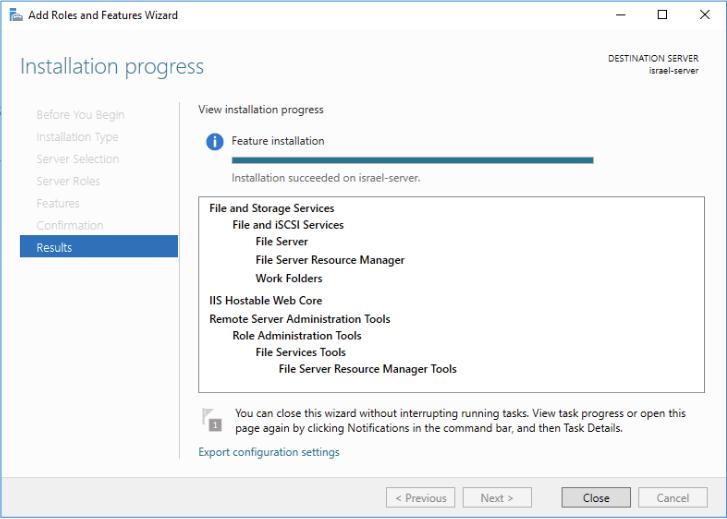 Add Roles and Features Wizard
Installation progress
DESTINATION SERVER
israel-server
Before You Begin
Installation Type
Server Selection
Server Roles
Features
Confirmation
Results
View installation progress
Feature installation
Installation succeeded on israel-server.
File and Storage Services
File and iSCSI Services
File Server
File Server Resource Manager
Work Folders
IIS Hostable Web Core
Remote Server Administration Tools
Role Administration Tools
File Services Tools
File Server Resource Manager Tools
1
You can close this wizard without interrupting running tasks. View task progress or open this
page again by clicking Notifications in the command bar, and then Task Details.
Export configuration settings
< Previous
Next >
Close
Cancel